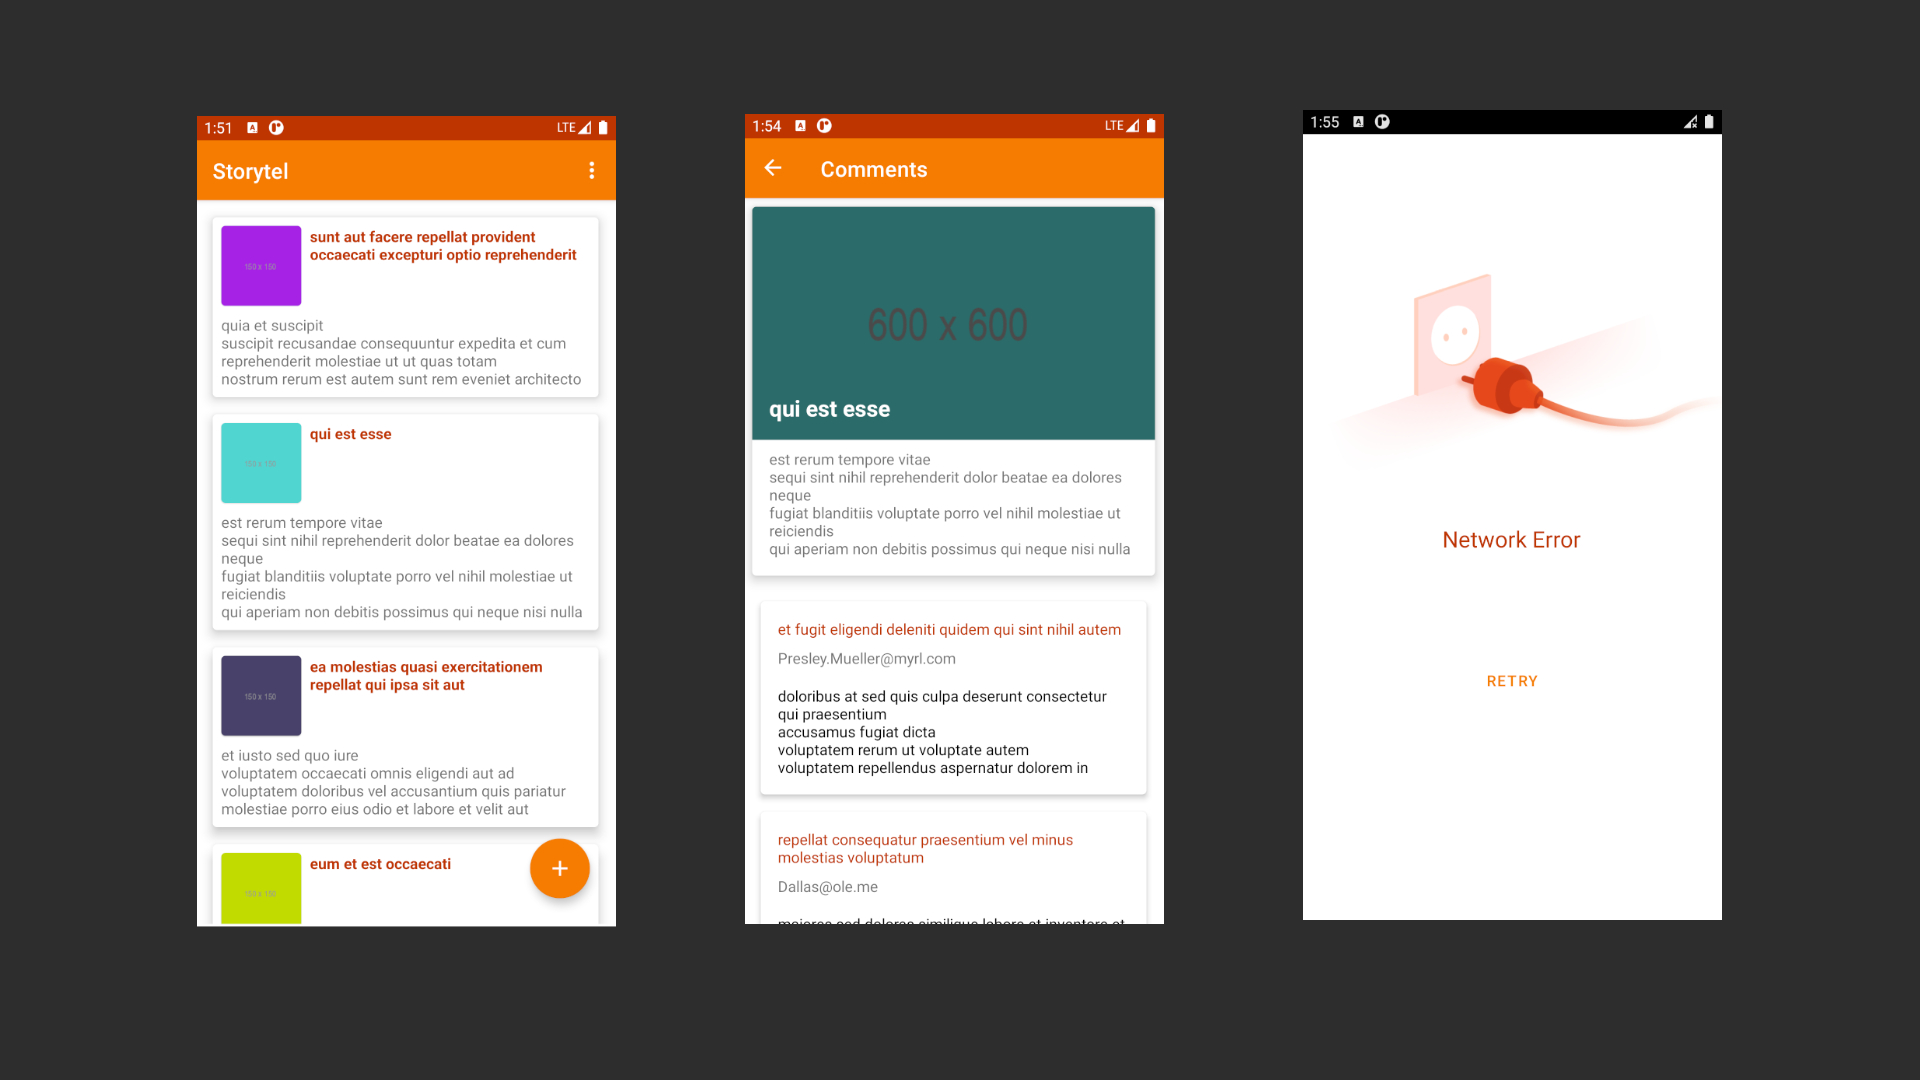 1:51
LTE
Storytel
150 x 150
sunt aut facere repellat provident
occaecati excepturi optio reprehenderit
quia et suscipit
suscipit recusandae consequuntur expedita et cum
reprehenderit molestiae ut ut quas totam
nostrum rerum est autem sunt rem eveniet architecto
150 x 150
qui est esse
est rerum tempore vitae
sequi sint nihil reprehenderit dolor beatae ea dolores
neque
fugiat blanditiis voluptate porro vel nihil molestiae ut
reiciendis
qui aperiam non debitis possimus qui neque nisi nulla
150 x 150
ea molestias quasi exercitationem
repellat qui ipsa sit aut
et iusto sed quo iure
voluptatem occaecati omnis eligendi aut ad
voluptatem doloribus vel accusantium quis pariatur
molestiae porro eius odio et labore et velit aut
150 x 150
eum et est occaecati
+
1:54
LTE
Comments
600 x 600
qui est esse
est rerum tempore vitae
sequi sint nihil reprehenderit dolor beatae ea dolores
neque
fugiat blanditiis voluptate porro vel nihil molestiae ut
reiciendis
qui aperiam non debitis possimus qui neque nisi nulla
et fugit eligendi deleniti quidem qui sint nihil autem
Presley.Mueller@myrl.com
doloribus at sed quis culpa deserunt consectetur
qui praesentium
accusamus fugiat dicta
voluptatem rerum ut voluptate autem
voluptatem repellendus aspernatur dolorem in
repellat consequatur praesentium vel minus
molestias voluptatum
Dallas@ole.me
maiores sed dolores similique labore et inventore et
1:55
Network Error
RETRY